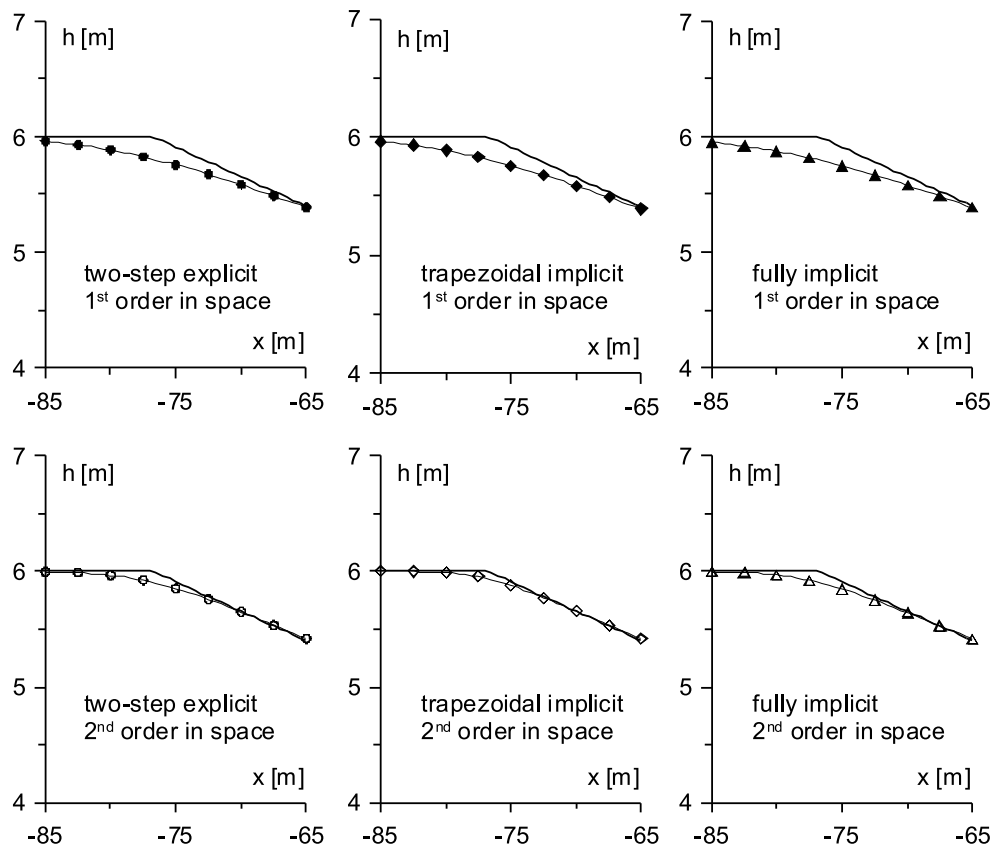 7
h [m]
6
5
two-step explicit
1st order in space
x [m]
4
-85
-75
-65
7
h [m]
6
5
trapezoidal implicit
1st order in space
x [m]
4
-85
-75
-65
7
h [m]
6
5
fully implicit
1st order in space
x [m]
4
-85
-75
-65
7
h [m]
6
5
two-step explicit
2nd order in space
x [m]
4
-85
-75
-65
7
h [m]
6
5
trapezoidal implicit
2nd order in space
x [m]
4
-85
-75
-65
7
h [m]
6
5
fully implicit
2nd order in space
x [m]
4
-85
-75
-65